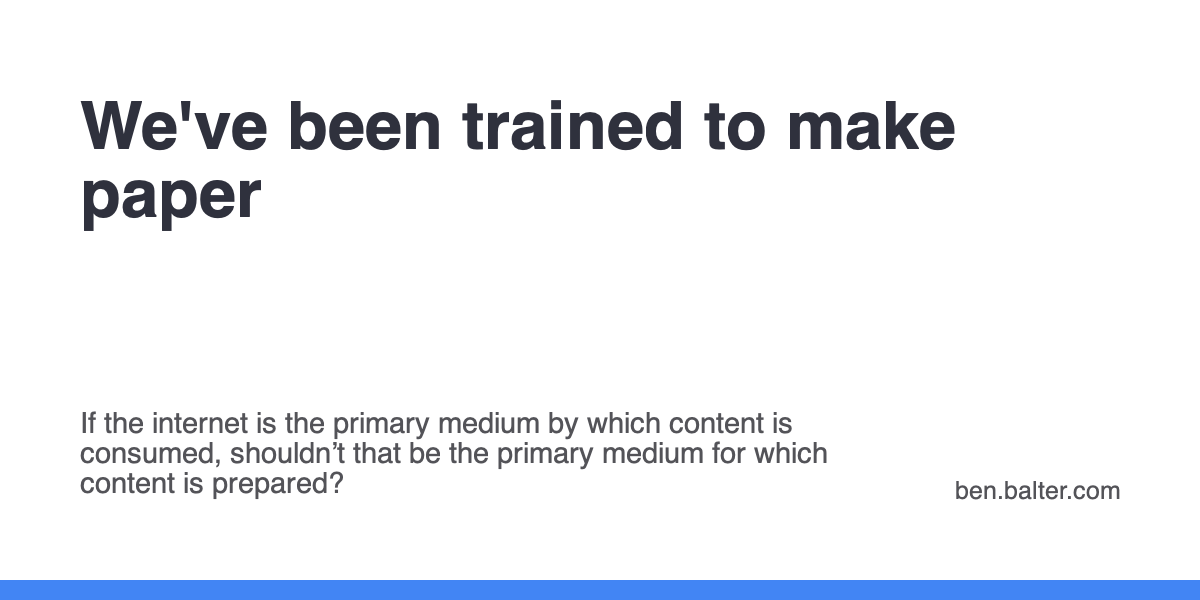 We've been trained to make
paper
If the internet is the primary medium by which content is
consumed, shouldn’t that be the primary medium for which
content is prepared?
ben.balter.com